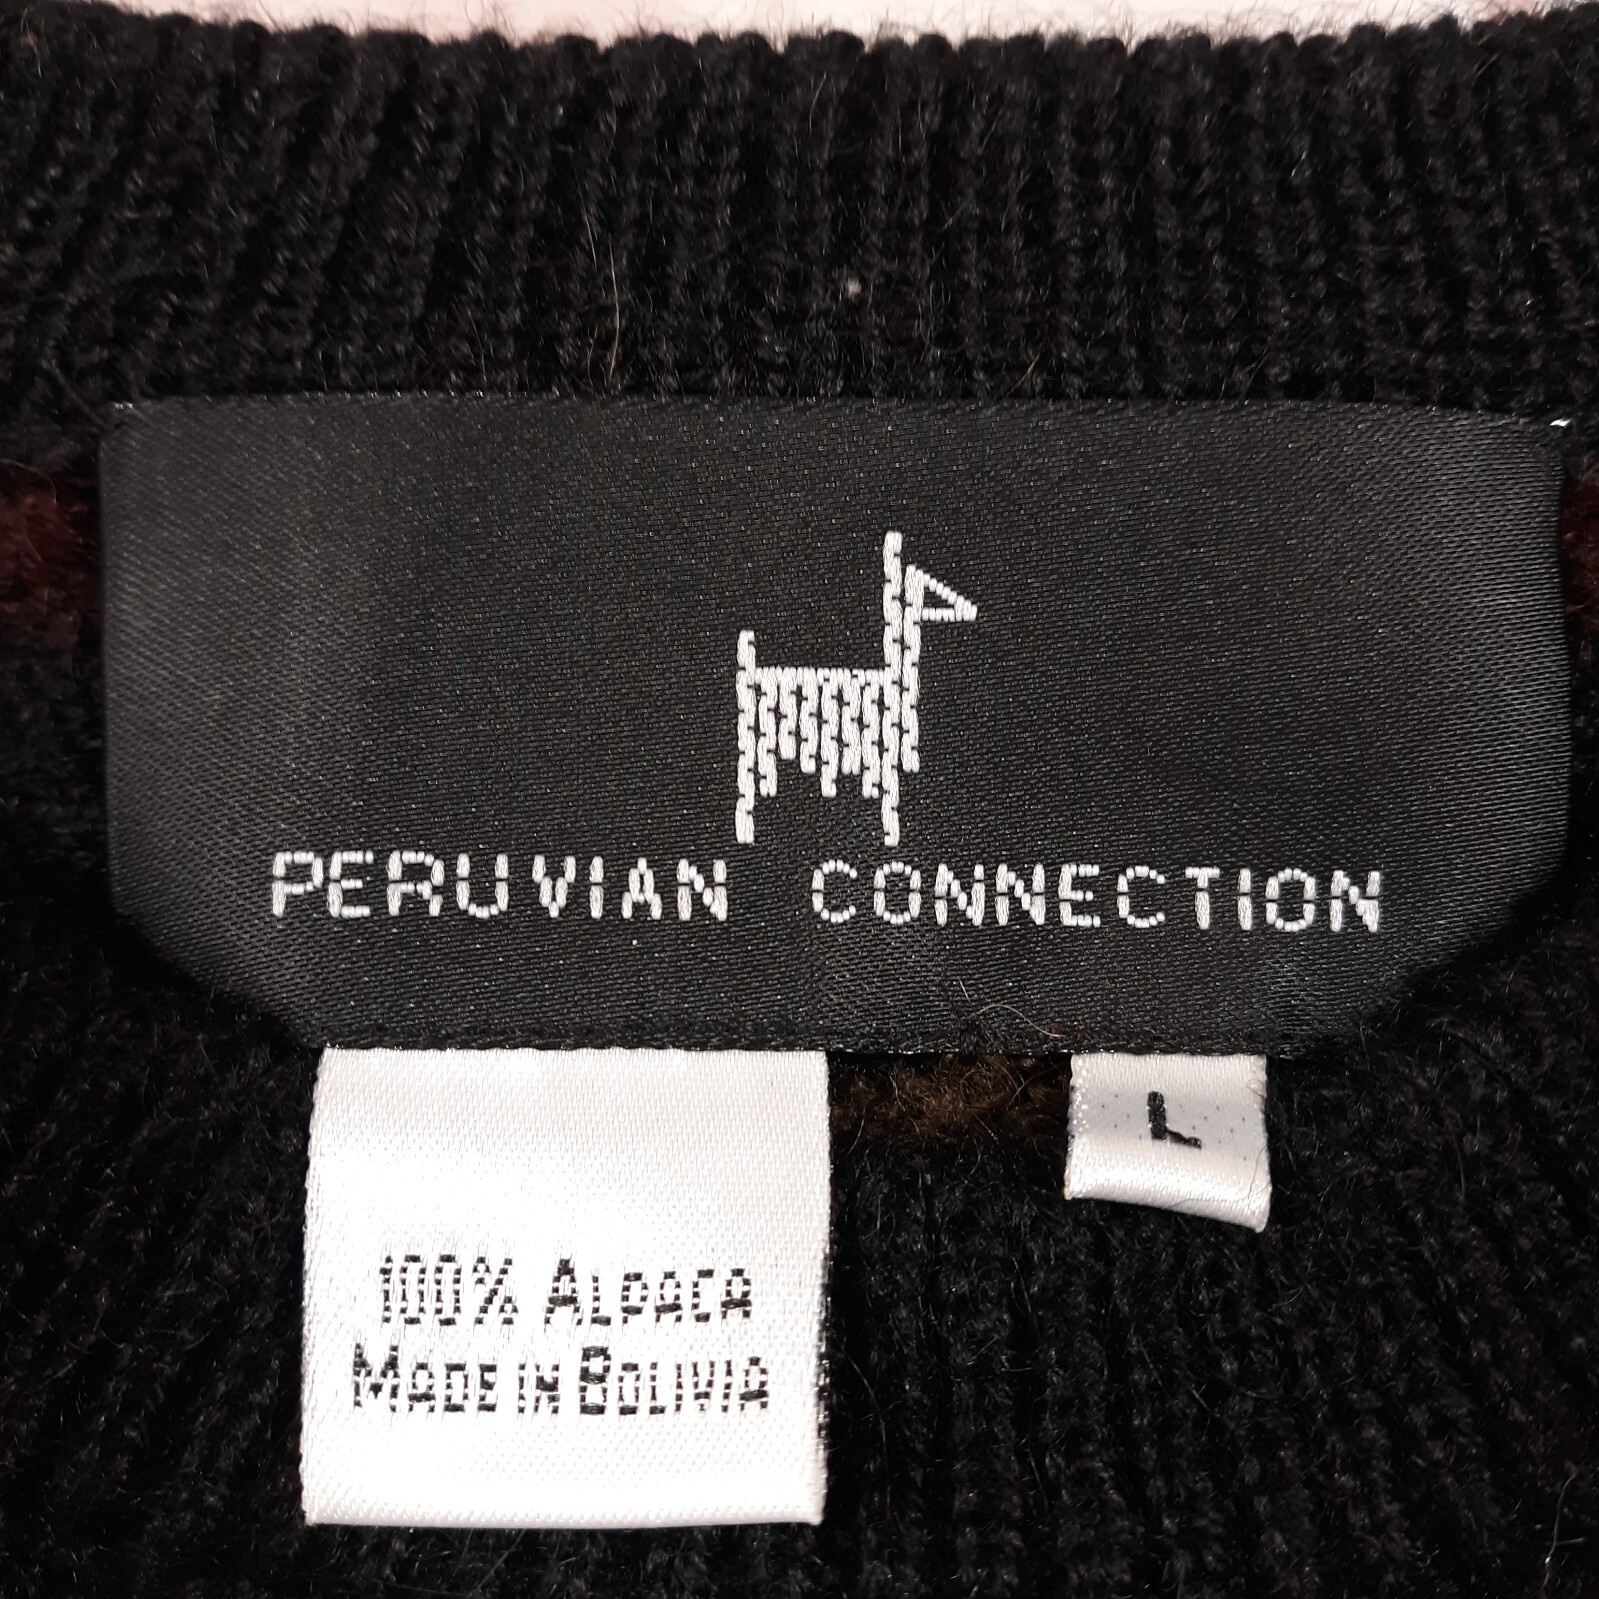 PERUVIAN CONNECTION
100% ALPACA
MADE IN BOLIVIA
L